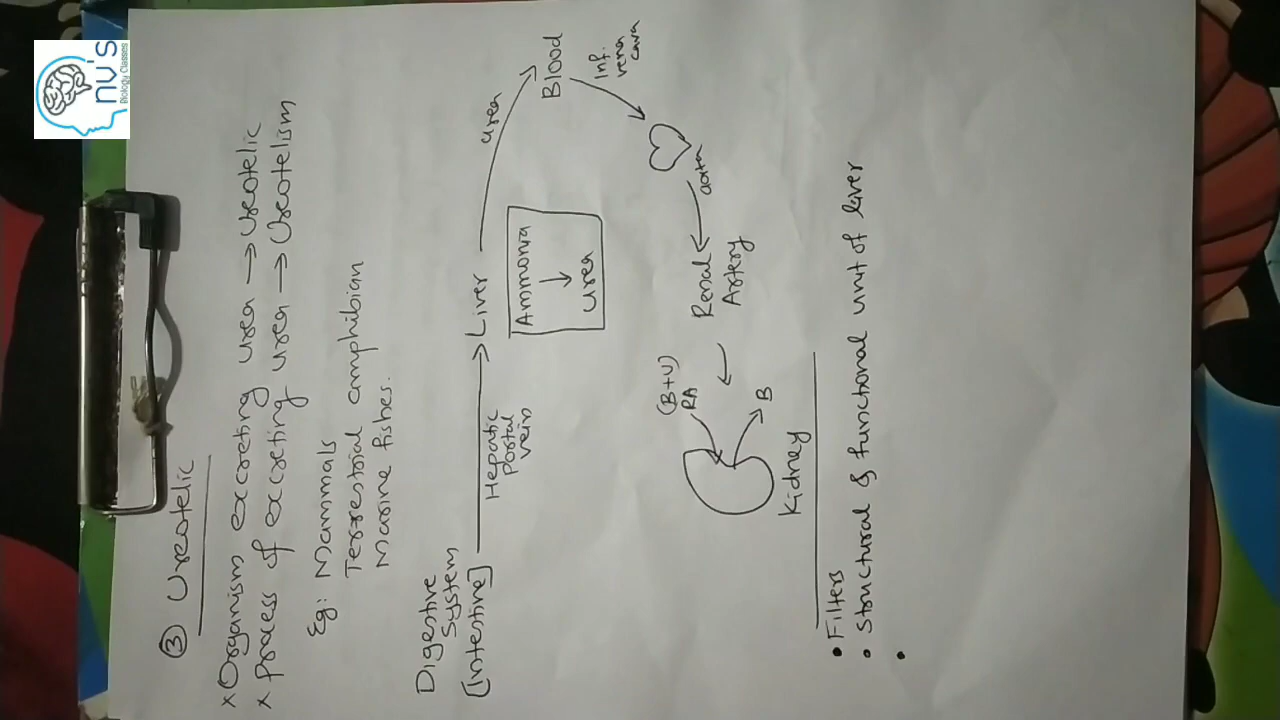 nv's
Biology Classes
③ Ureotelic
x Organism excreting urea → Ureotelic
x Process of excreting urea → Ureotelism
Eg: Mammals
Terrestrial amphibian
Marine fishes.
Digestive
System
[Intestine]
Hepatic
portal
vein
Liver
Ammonia
↓
urea
urea
Blood
Inf.
vena
cava
aorta
Renal
Artery
(B+U)
RA
B
Kidney
• Filters
• structural & functional unit of liver
•